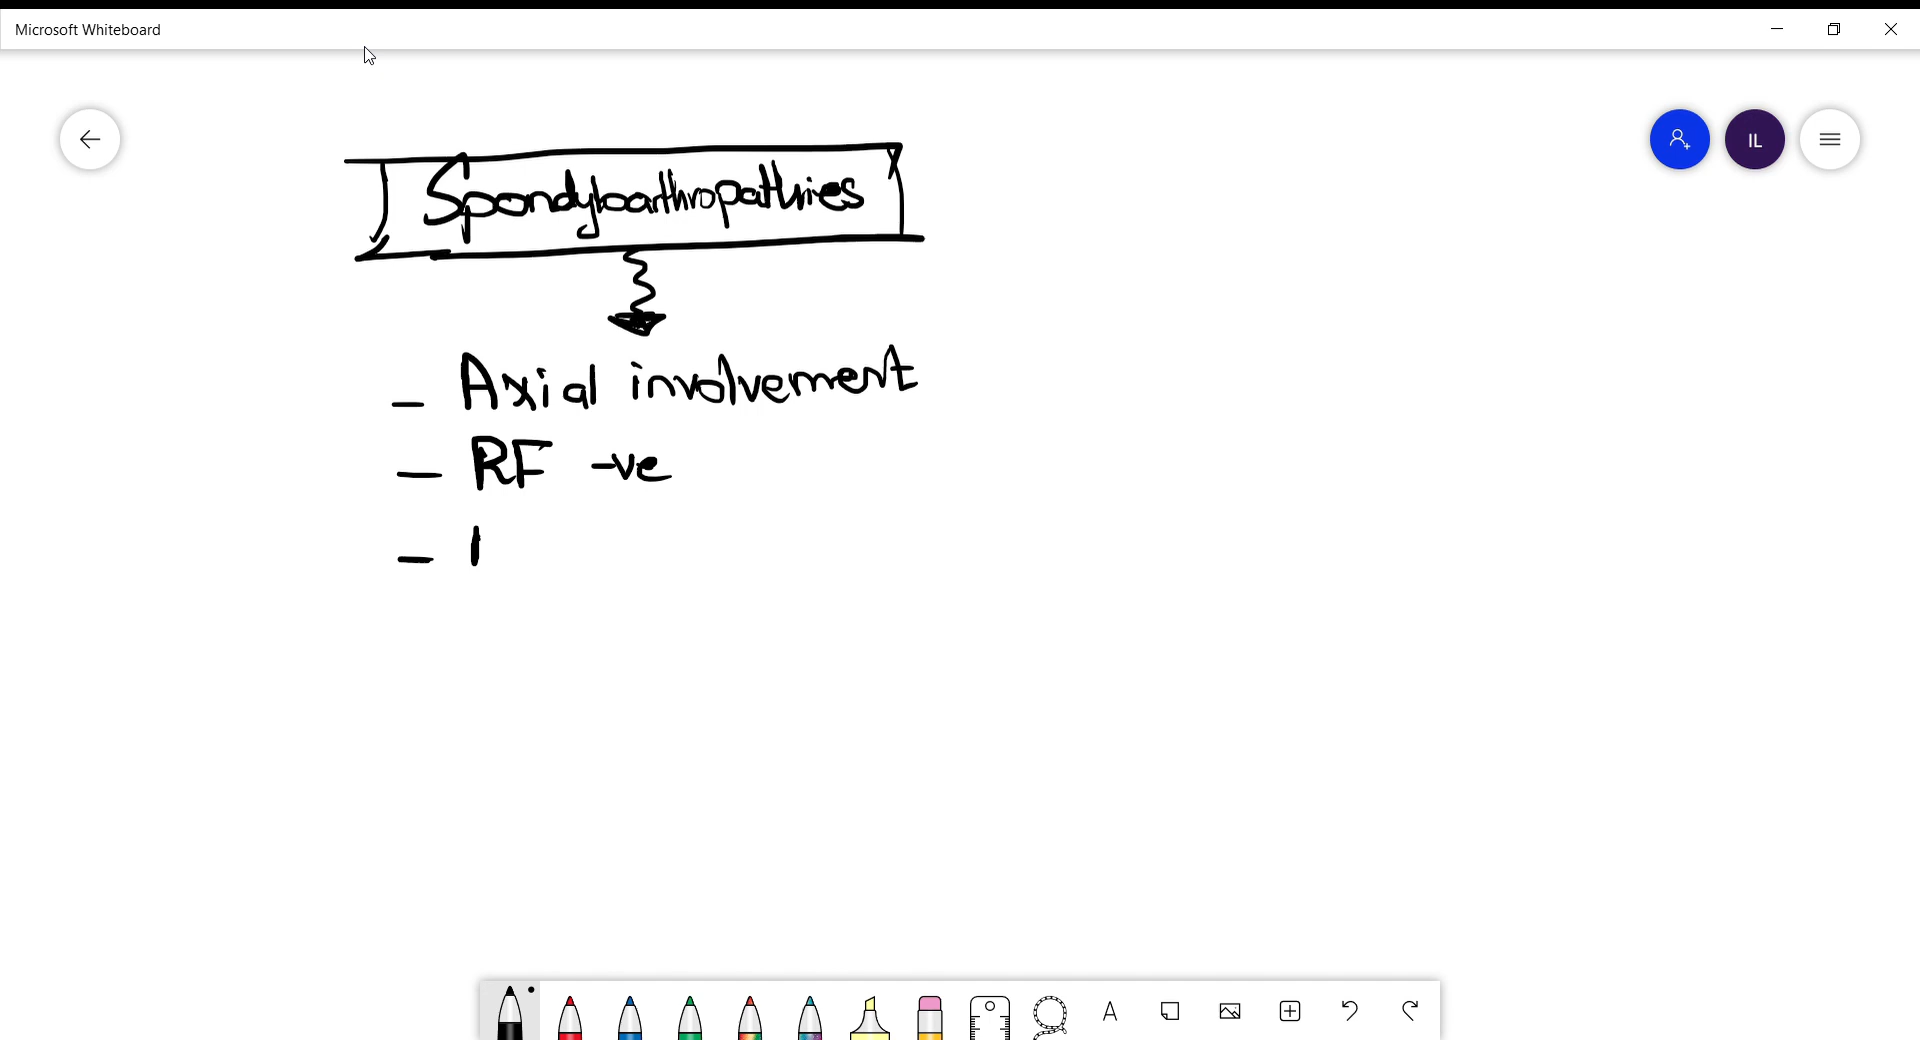 Microsoft Whiteboard
IL
Spondyloarthropathies
- Axial involvement
- RF -ve
-
A